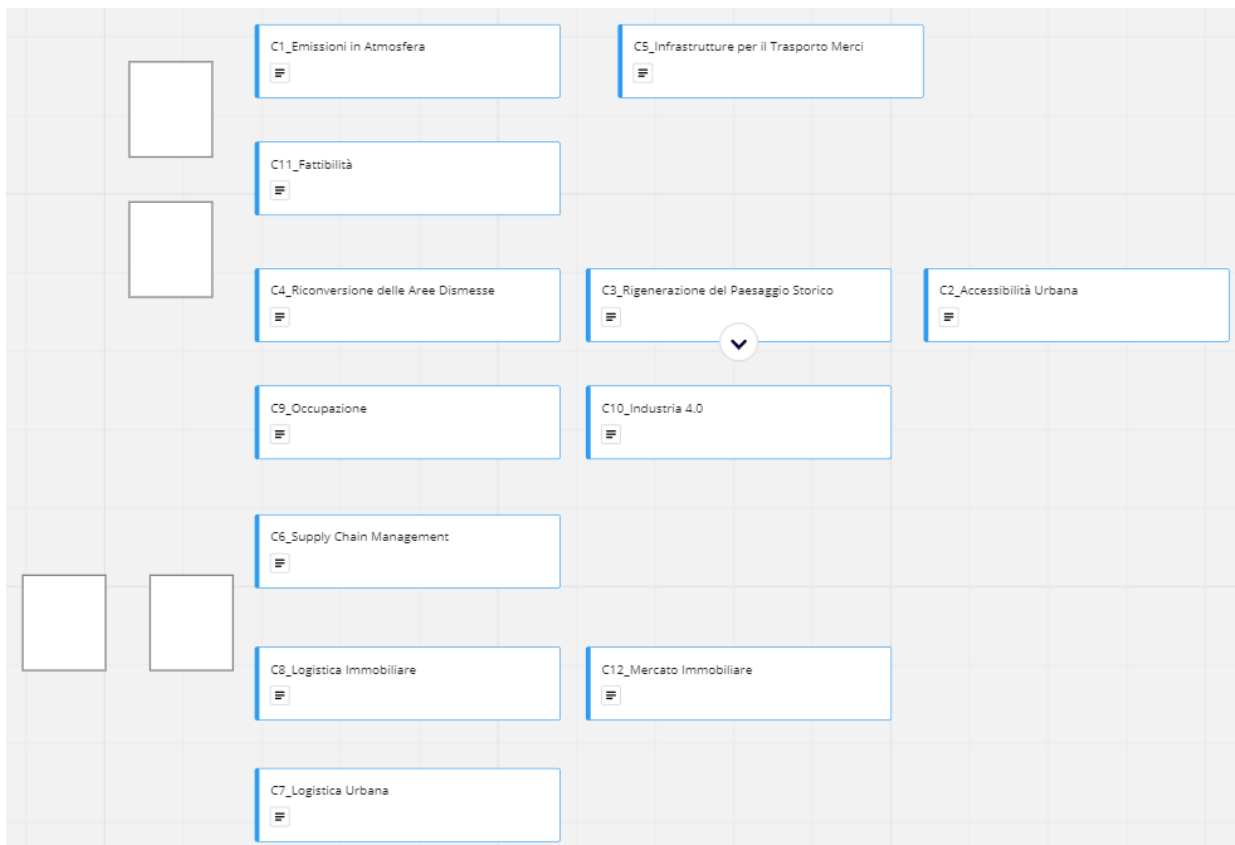 C1_Emissioni in Atmosfera
C5_Infrastrutture per il Trasporto Merci
C11_Fattibilità
C4_Riconversione delle Aree Dismesse
C3_Rigenerazione del Paesaggio Storico
C2_Accessibilità Urbana
C9_Occupazione
C10_Industria 4.0
C6_Supply Chain Management
C8_Logistica Immobiliare
C12_Mercato Immobiliare
C7_Logistica Urbana